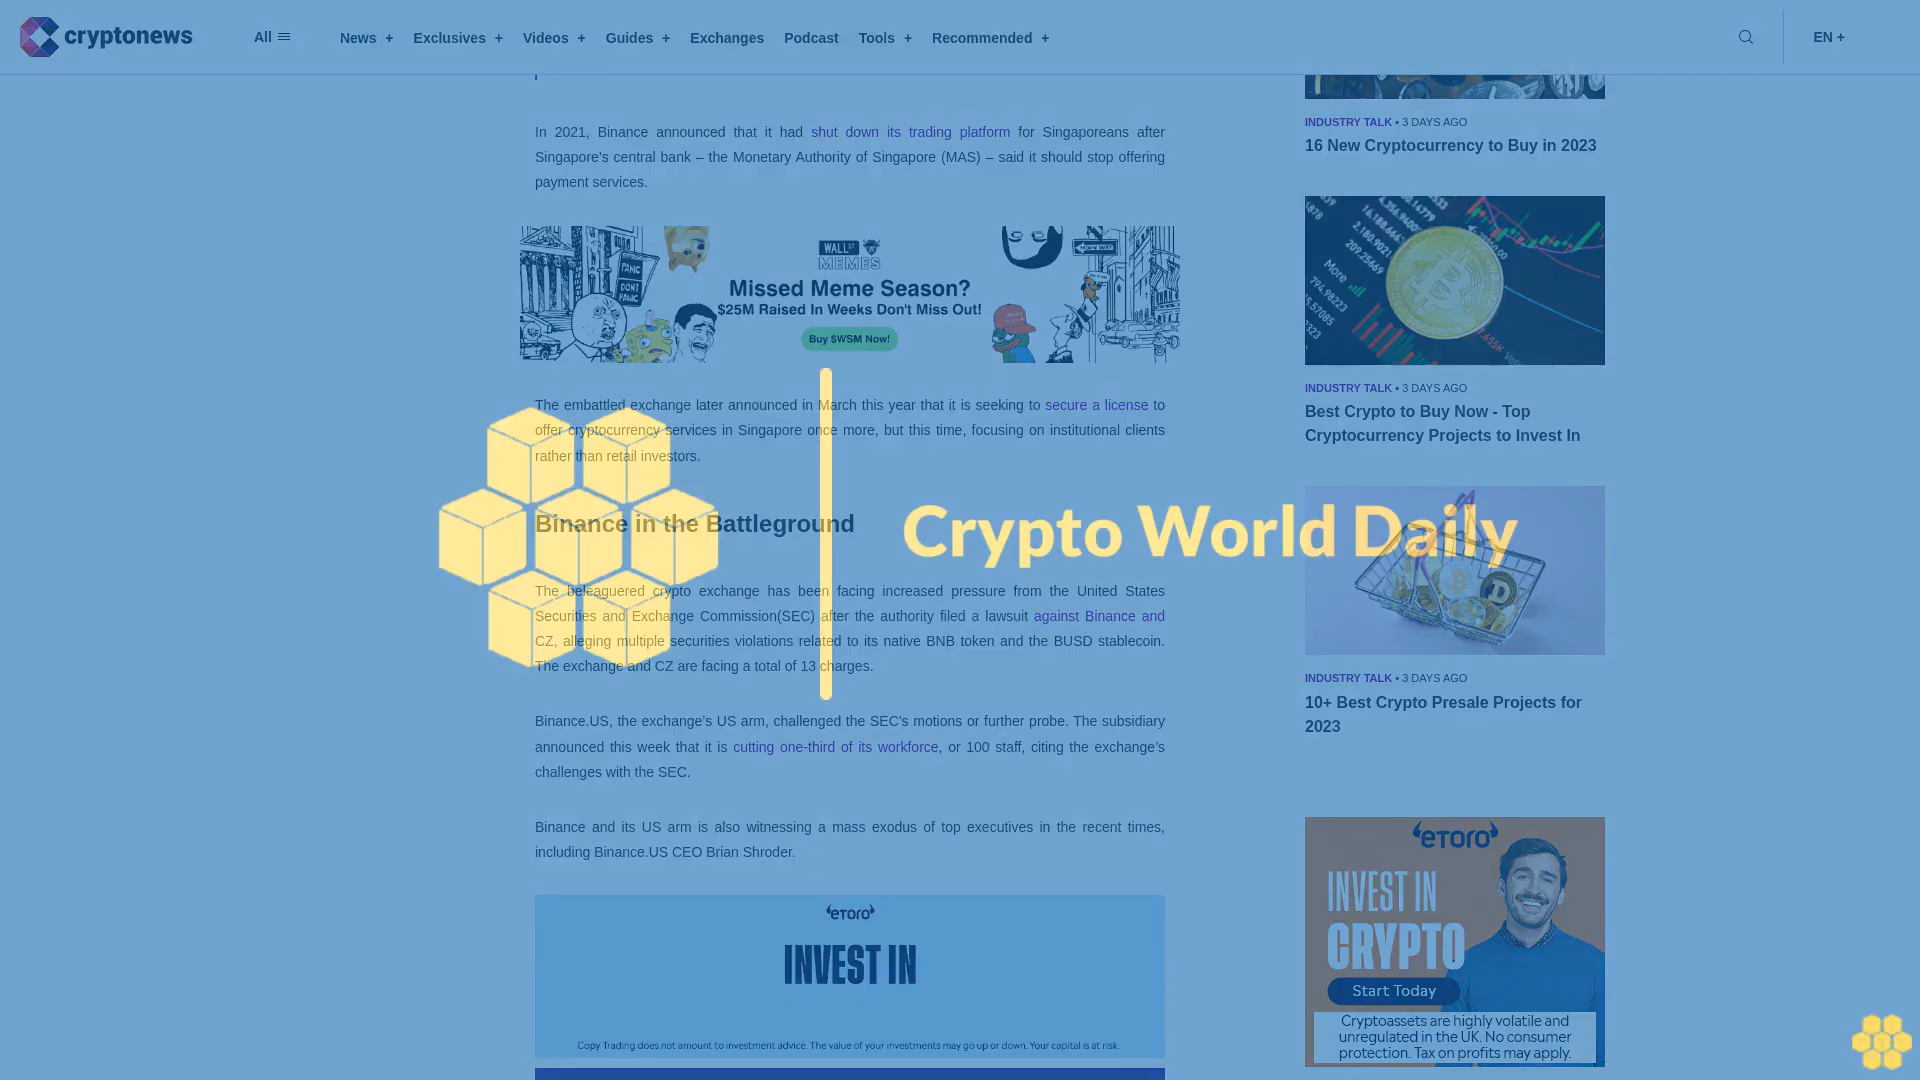 cryptonews
All
News +
Exclusives +
Videos +
Guides +
Exchanges
Podcast
Tools +
Recommended +
EN +
In 2021, Binance announced that it had shut down its trading platform for Singaporeans after
Singapore's central bank – the Monetary Authority of Singapore (MAS) – said it should stop offering
payment services.
PANIC
DONT
PANIC
WALL ST
MEMES
Missed Meme Season?
$25M Raised In Weeks Don't Miss Out!
Buy $WSM Now!
The embattled exchange later announced in March this year that it is seeking to secure a license to
offer cryptocurrency services in Singapore once more, but this time, focusing on institutional clients
rather than retail investors.
Binance in the Battleground
The beleaguered crypto exchange has been facing increased pressure from the United States
Securities and Exchange Commission(SEC) after the authority filed a lawsuit against Binance and
CZ, alleging multiple securities violations related to its native BNB token and the BUSD stablecoin.
The exchange and CZ are facing a total of 13 charges.
Binance.US, the exchange's US arm, challenged the SEC's motions or further probe. The subsidiary
announced this week that it is cutting one-third of its workforce, or 100 staff, citing the exchange's
challenges with the SEC.
Binance and its US arm is also witnessing a mass exodus of top executives in the recent times,
including Binance.US CEO Brian Shroder.
eToro
INVEST IN
Copy Trading does not amount to investment advice. The value of your investments may go up or down. Your capital is at risk.
Crypto World Daily
INDUSTRY TALK • 3 DAYS AGO
16 New Cryptocurrency to Buy in 2023
More
INDUSTRY TALK • 3 DAYS AGO
Best Crypto to Buy Now - Top
Cryptocurrency Projects to Invest In
INDUSTRY TALK • 3 DAYS AGO
10+ Best Crypto Presale Projects for
2023
eToro
INVEST IN
CRYPTO
Start Today
Cryptoassets are highly volatile and
unregulated in the UK. No consumer
protection. Tax on profits may apply.